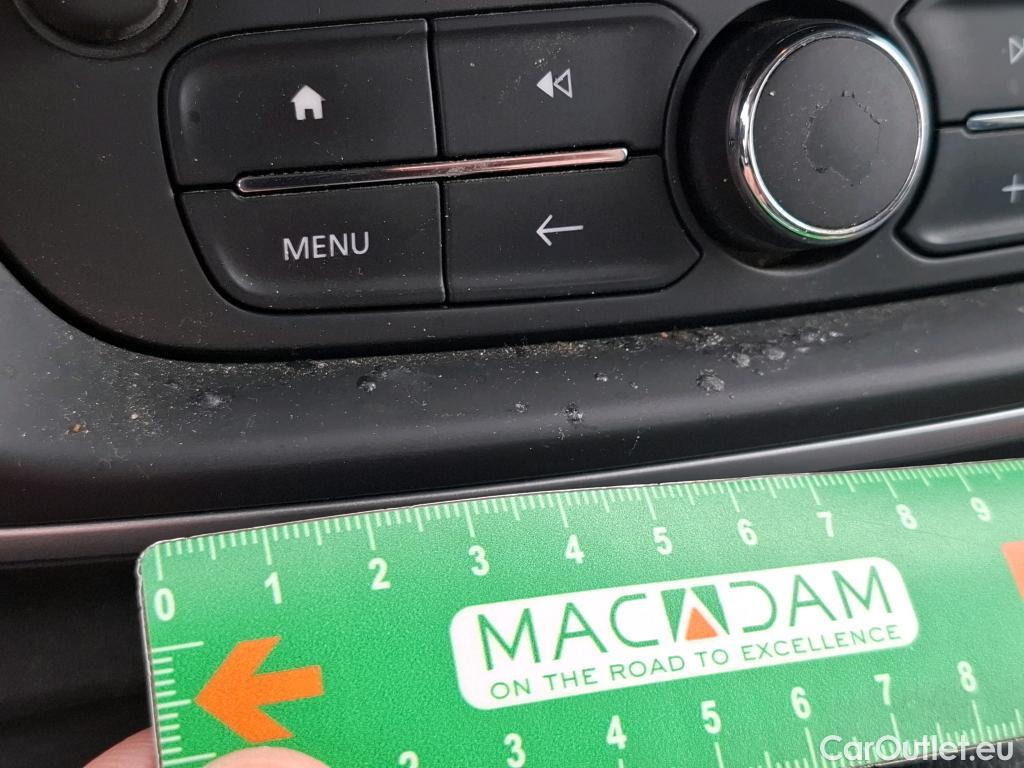 MENU
0 1 2 3 4 5 6 7 8 9
MACADAM
ON THE ROAD TO EXCELLENCE
2 3 4 5 6 7 8
CarOutlet.eu